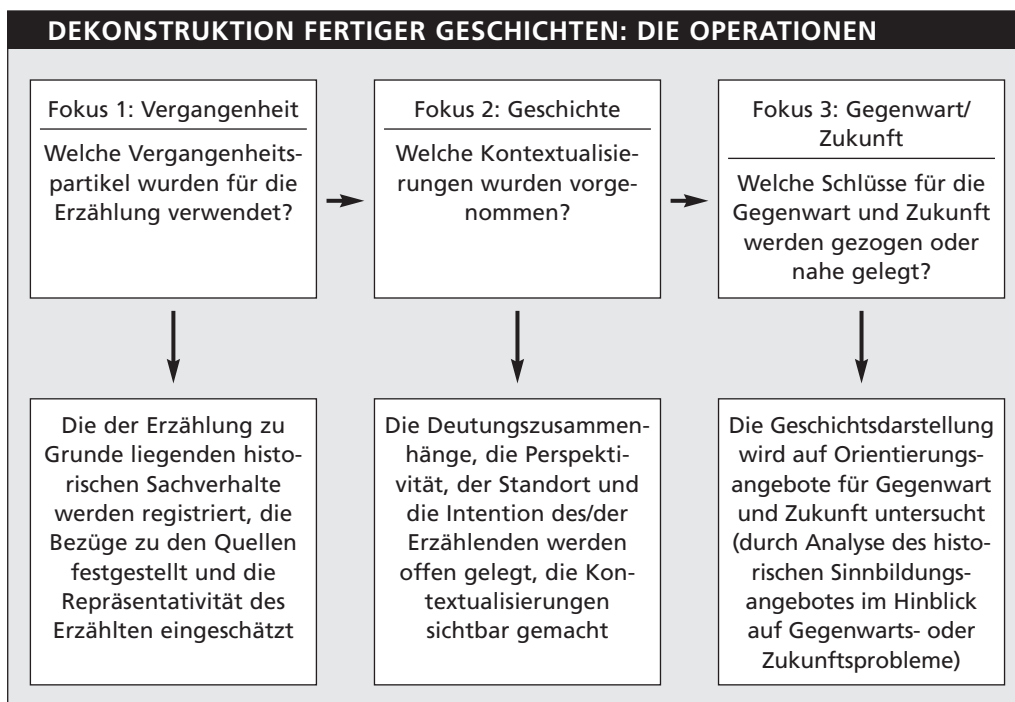 DEKONSTRUKTION FERTIGER GESCHICHTEN: DIE OPERATIONEN
Fokus 1: Vergangenheit
Welche Vergangenheits-
partikel wurden für die
Erzählung verwendet?
Fokus 2: Geschichte
Welche Kontextualisie-
rungen wurden vorge-
nommen?
Fokus 3: Gegenwart/
Zukunft
Welche Schlüsse für die
Gegenwart und Zukunft
werden gezogen oder
nahe gelegt?
Die der Erzählung zu
Grunde liegenden histo-
rischen Sachverhalte
werden registriert, die
Bezüge zu den Quellen
festgestellt und die
Repräsentativität des
Erzählten eingeschätzt
Die Deutungszusammen-
hänge, die Perspekti-
vität, der Standort und
die Intention des/der
Erzählenden werden
offen gelegt, die Kon-
textualisierungen
sichtbar gemacht
Die Geschichtsdarstellung
wird auf Orientierungs-
angebote für Gegenwart
und Zukunft untersucht
(durch Analyse des histo-
rischen Sinnbildungs-
angebotes im Hinblick
auf Gegenwarts- oder
Zukunftsprobleme)